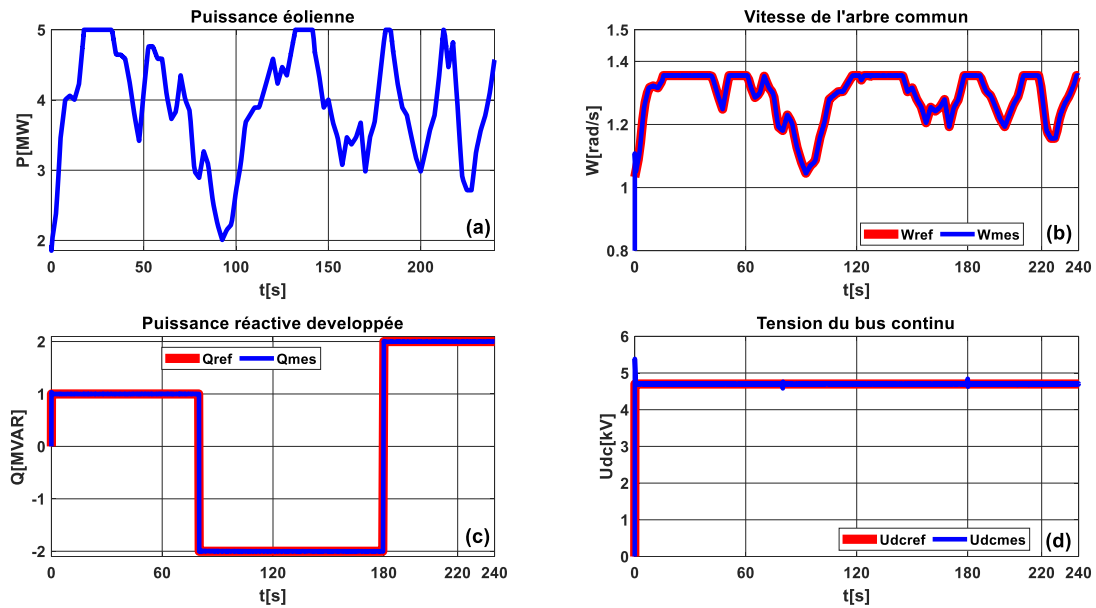 Puissance éolienne
P[MW]
5
4
3
2
0
50
100
150
200
t[s]
(a)
Vitesse de l'arbre commun
W[rad/s]
1.5
1.4
1.2
1
0.8
0
60
120
180
220
240
t[s]
Wref
Wmes
(b)
Puissance réactive developpée
Q[MVAR]
2
1
0
-1
-2
0
60
120
180
220
240
t[s]
Qref
Qmes
(c)
Tension du bus continu
Udc[kV]
6
5
4
3
2
1
0
0
60
120
180
220
240
t[s]
Udcref
Udcmes
(d)